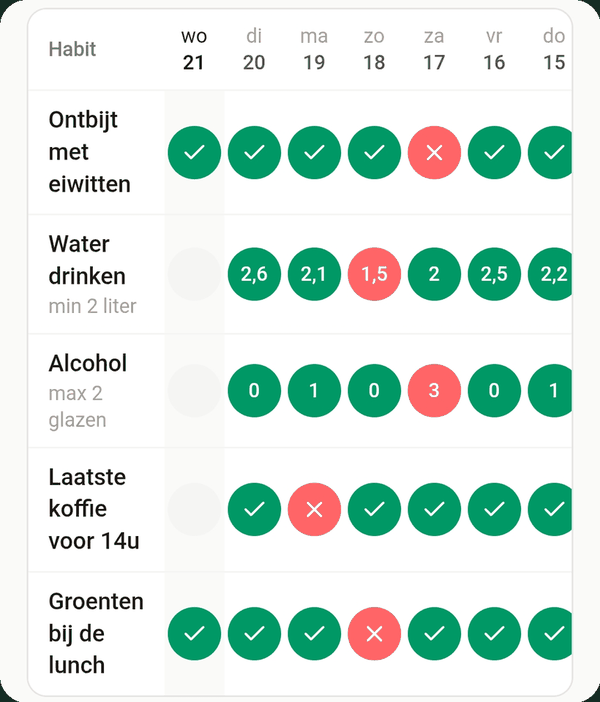 Habit wo di ma zo za vr do
21 20 19 18 17 16 15
Ontbijt
met
eiwitten
Water
drinken
min 2 liter
2,6 2,1 1,5 2 2,5 2,2
Alcohol
max 2
glazen
0 1 0 3 0 1
Laatste
koffie
voor 14u
Groenten
bij de
lunch